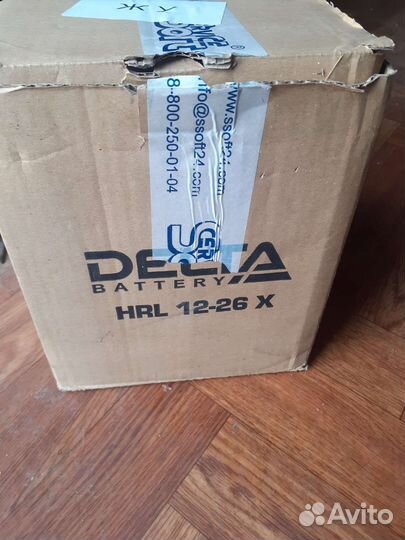 У Ж
8-800-250-01-04
info@ssoft24.com
www.ssoft24.com
DELTA
BATTERY
HRL 12-26 X
Avito